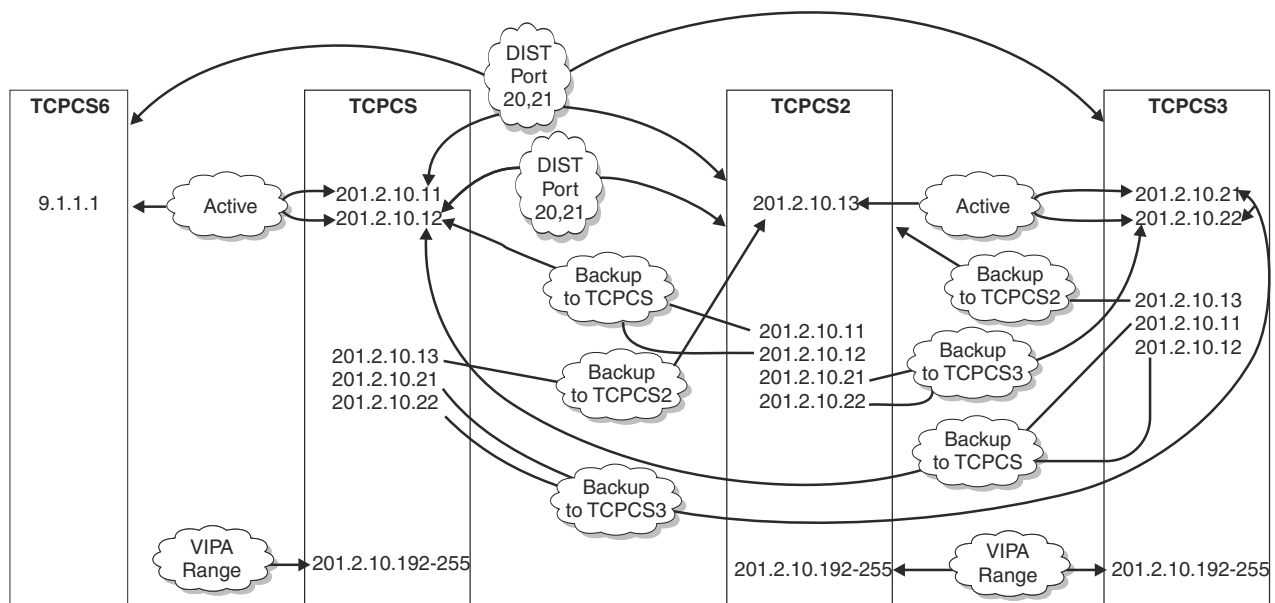 DIST
Port
20,21
TCPCS6
TCPCS
TCPCS2
TCPCS3
DIST
Port
20,21
9.1.1.1
Active
201.2.10.11
201.2.10.12
201.2.10.13
Active
201.2.10.21
201.2.10.22
Backup
to TCPCS
Backup
to TCPCS2
201.2.10.13
201.2.10.11
201.2.10.12
201.2.10.11
201.2.10.12
201.2.10.21
201.2.10.22
Backup
to TCPCS3
201.2.10.13
201.2.10.21
201.2.10.22
Backup
to TCPCS2
Backup
to TCPCS
Backup
to TCPCS3
VIPA
Range
201.2.10.192-255
201.2.10.192-255
VIPA
Range
201.2.10.192-255